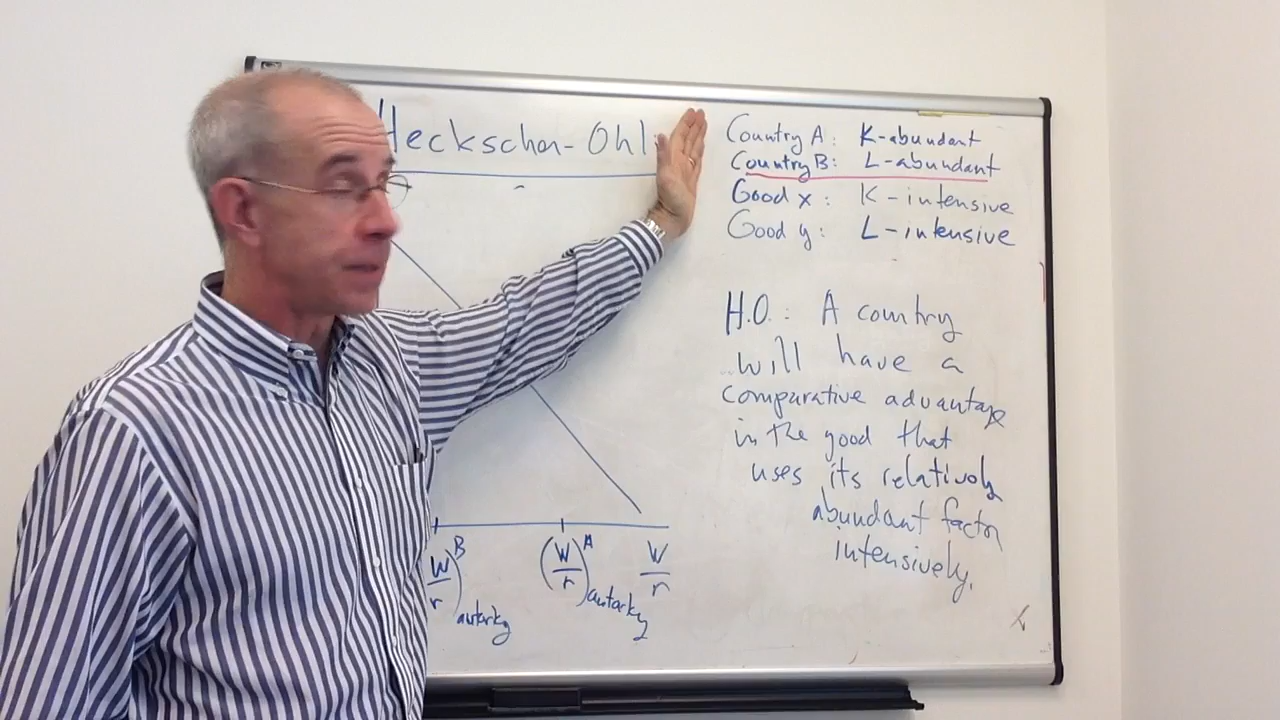 Heckscher-Ohli
Country A: K-abundant
Country B: L-abundant
Good x: K-intensive
Good y: L-intensive
H.O.: A country
will have a
comparative advantage
in the good that
uses its relatively
abundant factor
intensively.
(W/r)^B autarky
(W/r)^A autarky
W/r